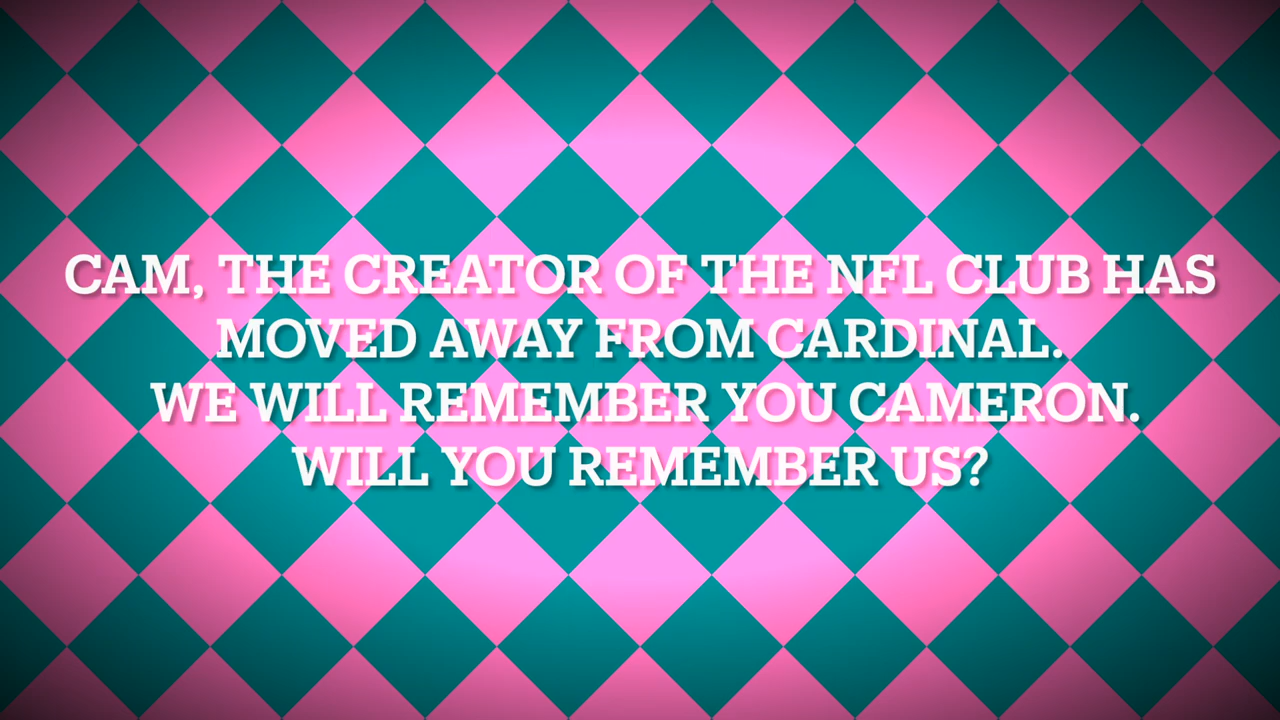 CAM, THE CREATOR OF THE NFL CLUB HAS
MOVED AWAY FROM CARDINAL.
WE WILL REMEMBER YOU CAMERON.
WILL YOU REMEMBER US?